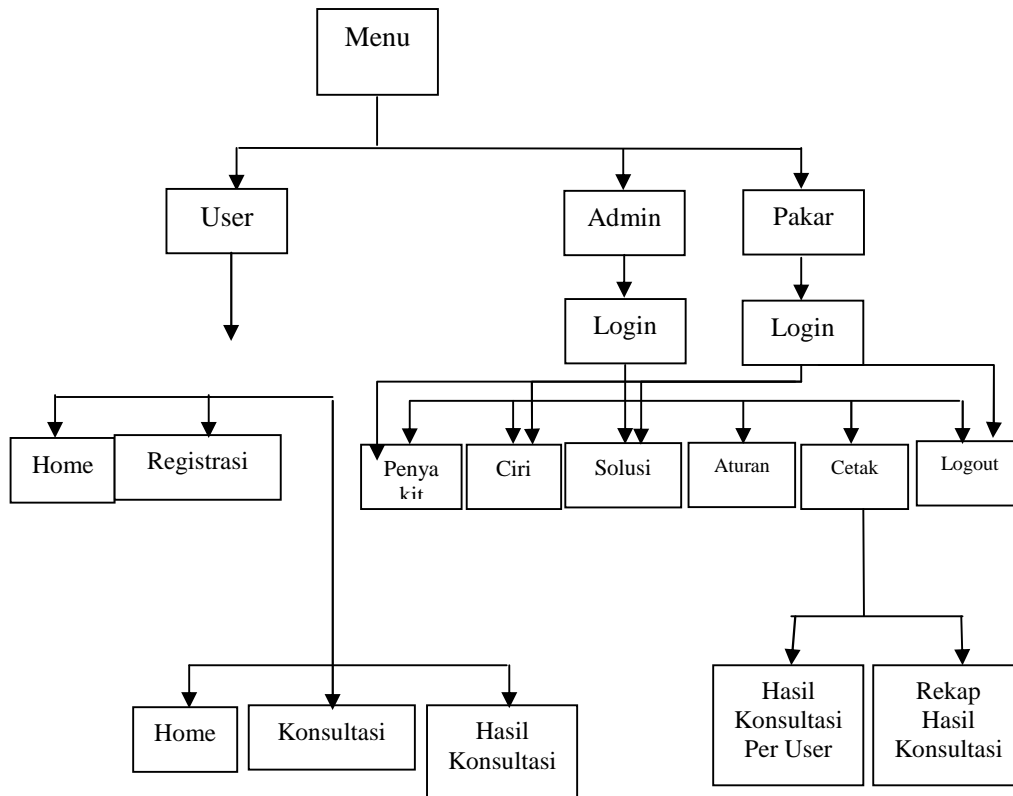 Menu
User
Admin
Pakar
Login
Login
Home
Registrasi
Penya
kit
Ciri
Solusi
Aturan
Cetak
Logout
Home
Konsultasi
Hasil
Konsultasi
Hasil
Konsultasi
Per User
Rekap
Hasil
Konsultasi